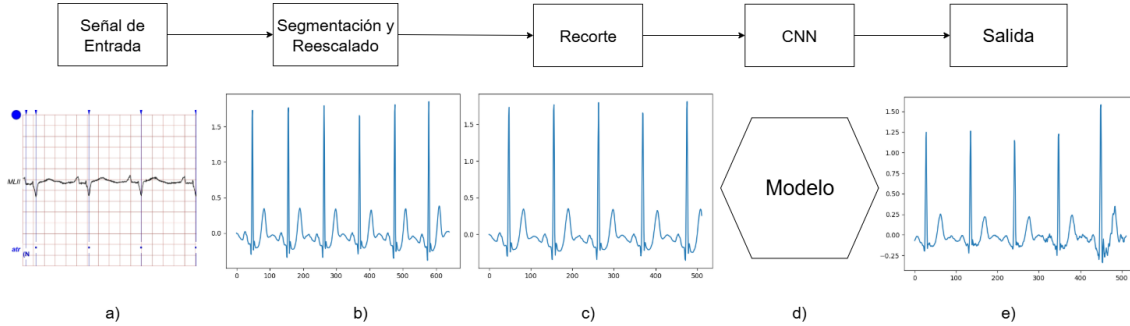 Señal de
Entrada
Segmentación y
Reescalado
Recorte
CNN
Salida
MLII
atr
(N
1.5
1.0
0.5
0.0
0 100 200 300 400 500 600
1.5
1.0
0.5
0.0
0 100 200 300 400 500
Modelo
1.50
1.25
1.00
0.75
0.50
0.25
0.00
−0.25
0 100 200 300 400 500
a) b) c) d) e)